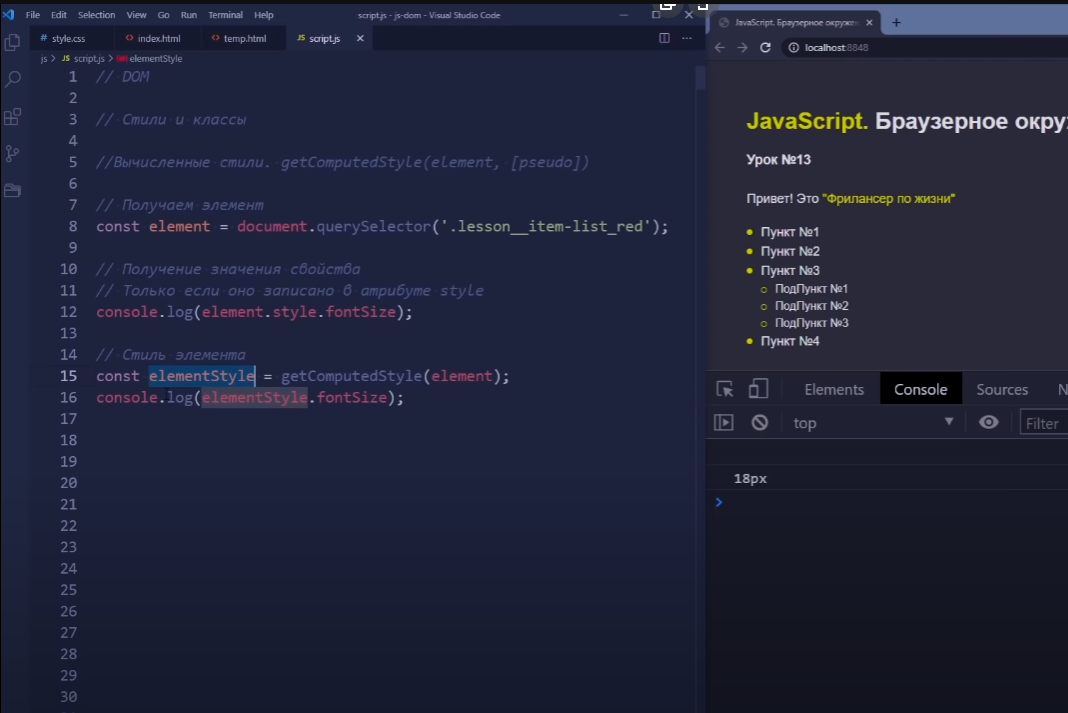 File Edit Selection View Go Run Terminal Help script.js - js-dom - Visual Studio Code
style.css index.html temp.html JS script.js
js > JS script.js > elementStyle
1 // DOM
2
3 // Стили и классы
4
5 //Вычисленные стили. getComputedStyle(element, [pseudo])
6
7 // Получаем элемент
8 const element = document.querySelector('.lesson__item-list_red');
9
10 // Получение значения свойства
11 // Только если оно записано в атрибуте style
12 console.log(element.style.fontSize);
13
14 // Стиль элемента
15 const elementStyle = getComputedStyle(element);
16 console.log(elementStyle.fontSize);
17
18
19
20
21
22
23
24
25
26
27
28
29
30
JavaScript. Браузерное окруже
localhost:8848
JavaScript. Браузерное окру
Урок №13
Привет! Это "Фрилансер по жизни"
Пункт №1
Пункт №2
Пункт №3
ПодПункт №1
ПодПункт №2
ПодПункт №3
Пункт №4
Elements Console Sources N
top Filter
18px